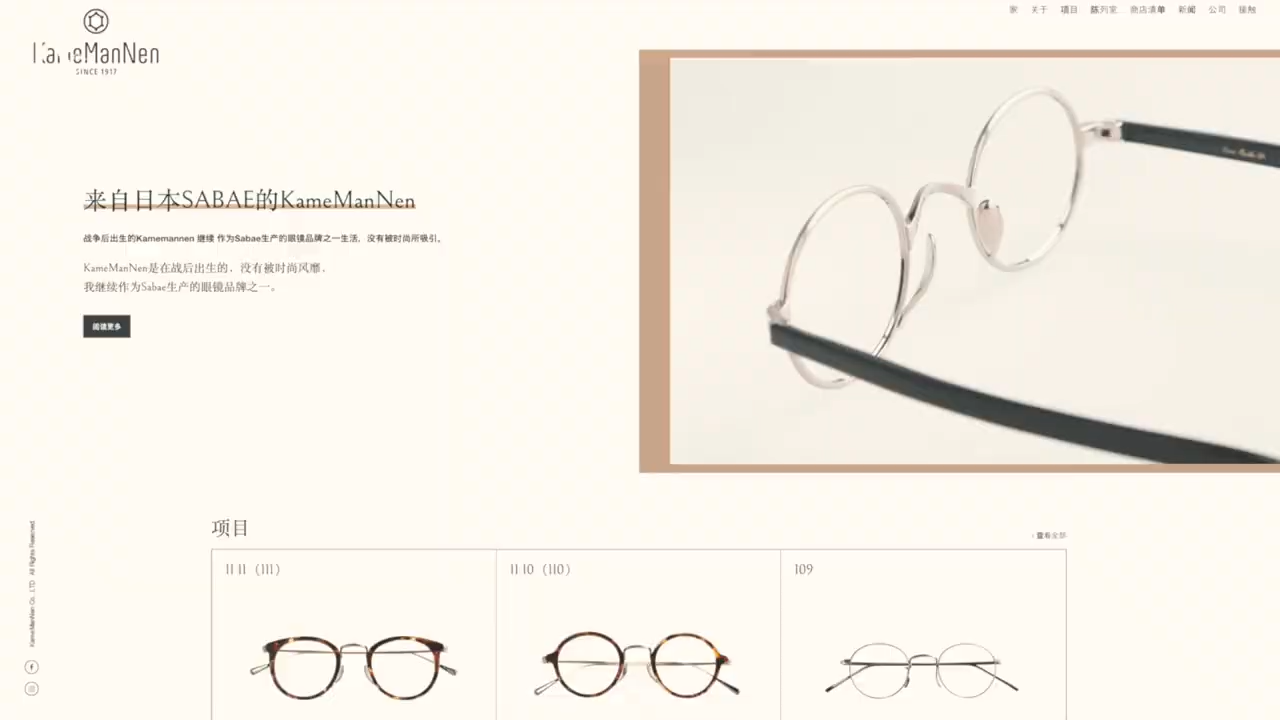 家 关于 项目 陈列室 商店清单 新闻 公司 接触
KameManNen
SINCE 1917
来自日本SABAE的KameManNen
战争后出生的Kamemannen 继续 作为Sabae生产的眼镜品牌之一生活，没有被时尚所吸引。
KameManNen是在战后出生的，没有被时尚风靡，
我继续作为Sabae生产的眼镜品牌之一。
阅读更多
项目
› 查看全部
11 11（111）
11 10（110）
109
KameManNen Co., LTD. All Rights Reserved.